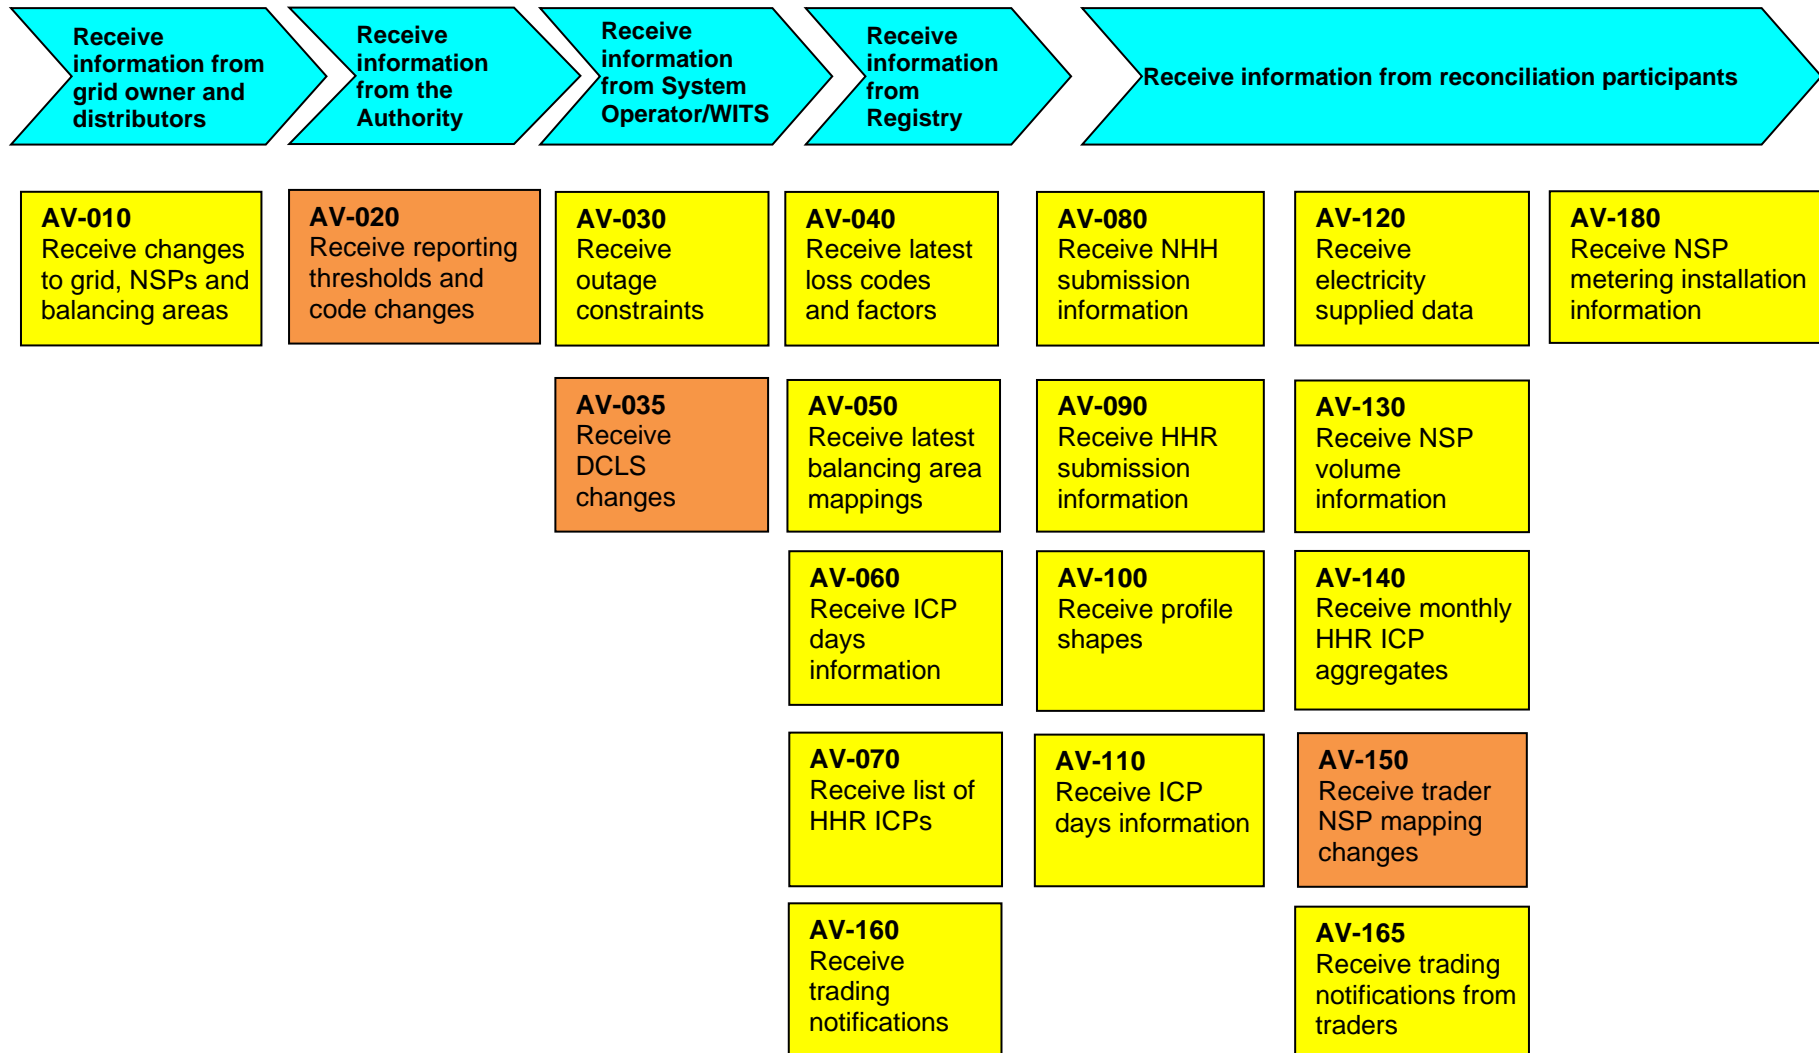 Receive
information from
grid owner and
distributors
Receive
information
from the
Authority
Receive
information
from System
Operator/WITS
Receive
information
from
Registry
Receive information from reconciliation participants
AV-010
Receive changes
to grid, NSPs and
balancing areas
AV-020
Receive reporting
thresholds and
code changes
AV-030
Receive
outage
constraints
AV-040
Receive latest
loss codes
and factors
AV-080
Receive NHH
submission
information
AV-120
Receive
electricity
supplied data
AV-180
Receive NSP
metering installation
information
AV-035
Receive
DCLS
changes
AV-050
Receive latest
balancing area
mappings
AV-090
Receive HHR
submission
information
AV-130
Receive NSP
volume
information
AV-060
Receive ICP
days
information
AV-100
Receive profile
shapes
AV-140
Receive monthly
HHR ICP
aggregates
AV-070
Receive list of
HHR ICPs
AV-110
Receive ICP
days information
AV-150
Receive trader
NSP mapping
changes
AV-160
Receive
trading
notifications
AV-165
Receive trading
notifications from
traders